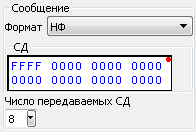 Сообщение
Формат НФ
СД
FFFF 0000 0000 0000
0000 0000 0000 0000
Число передаваемых СД
8